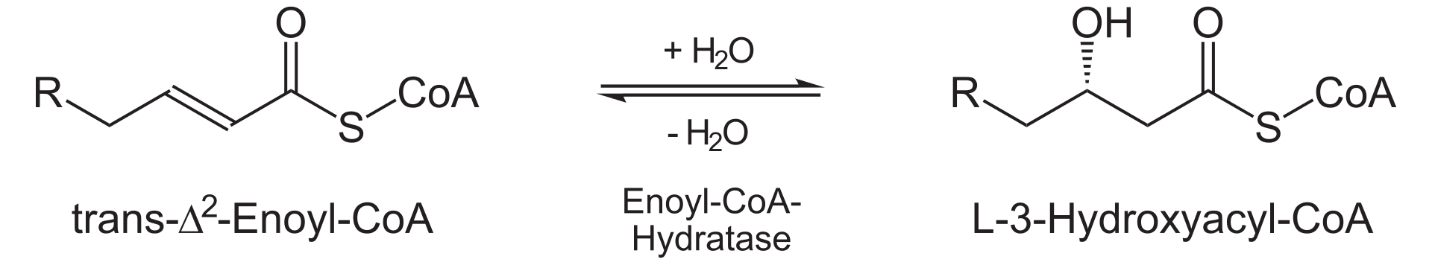 O
R
S
CoA
trans-Δ²-Enoyl-CoA
+ H₂O
- H₂O
Enoyl-CoA-
Hydratase
OH
O
R
S
CoA
L-3-Hydroxyacyl-CoA